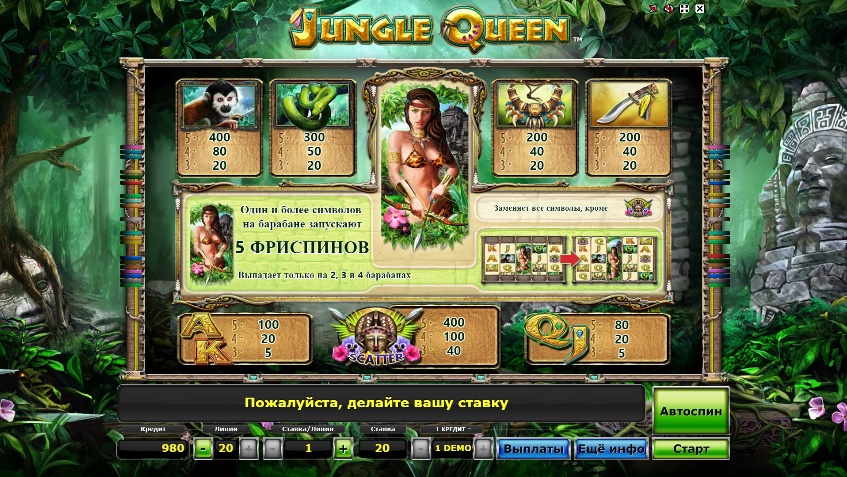 JUNGLE QUEEN™
5- 400
4- 80
3- 20
5- 300
4- 50
3- 20
5- 200
4- 40
3- 20
5- 200
4- 40
3- 20
Один и более символов
на барабане запускают
5 ФРИСПИНОВ
Выпадает только на 2, 3 и 4 барабанах
Заменяет все символы, кроме
A K
5- 100
4- 20
3- 5
SCATTER
5- 400
4- 100
3- 40
Q J
5- 80
4- 20
3- 5
Пожалуйста, делайте вашу ставку
Автоспин
Кредит Линии Ставка/Линия Ставка 1 КРЕДИТ =
980 - 20 + - 1 + 20 - 1 DEMO + Выплаты Ещё инфо Старт